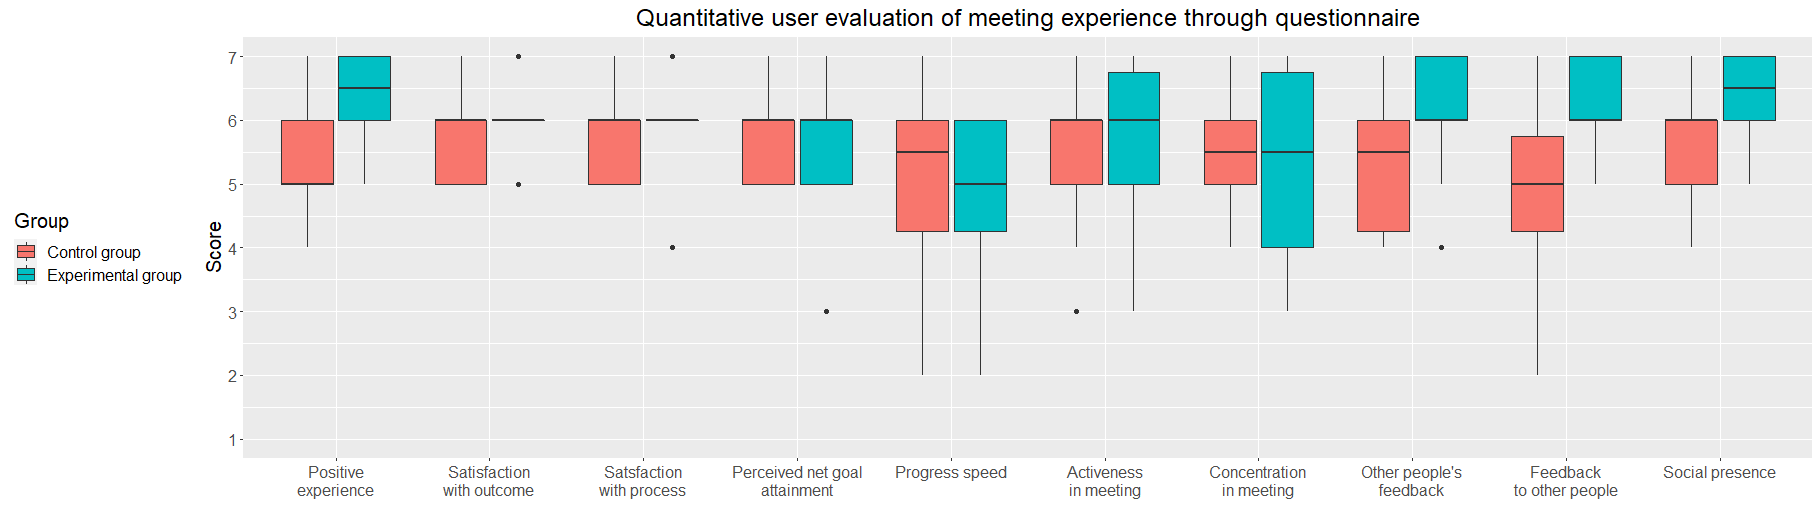 Quantitative user evaluation of meeting experience through questionnaire
Group
Control group
Experimental group
Score
7
6
5
4
3
2
1
Positive
experience
Satisfaction
with outcome
Satsfaction
with process
Perceived net goal
attainment
Progress speed
Activeness
in meeting
Concentration
in meeting
Other people's
feedback
Feedback
to other people
Social presence